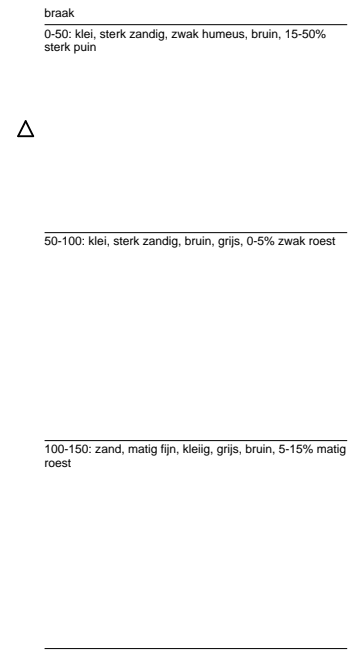 braak
0-50: klei, sterk zandig, zwak humeus, bruin, 15-50%
sterk puin
50-100: klei, sterk zandig, bruin, grijs, 0-5% zwak roest
100-150: zand, matig fijn, kleiig, grijs, bruin, 5-15% matig
roest